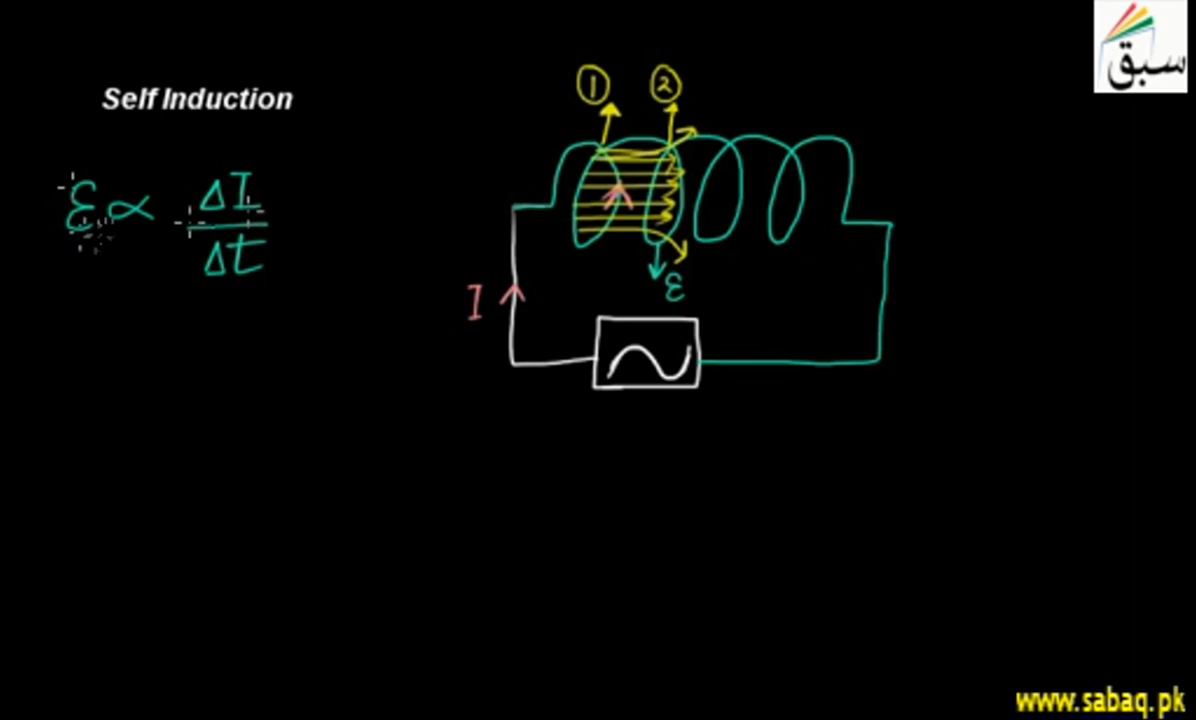 سبق
Self Induction
ε ∝ ΔI/Δt
① ②
ε
I
www.sabaq.pk